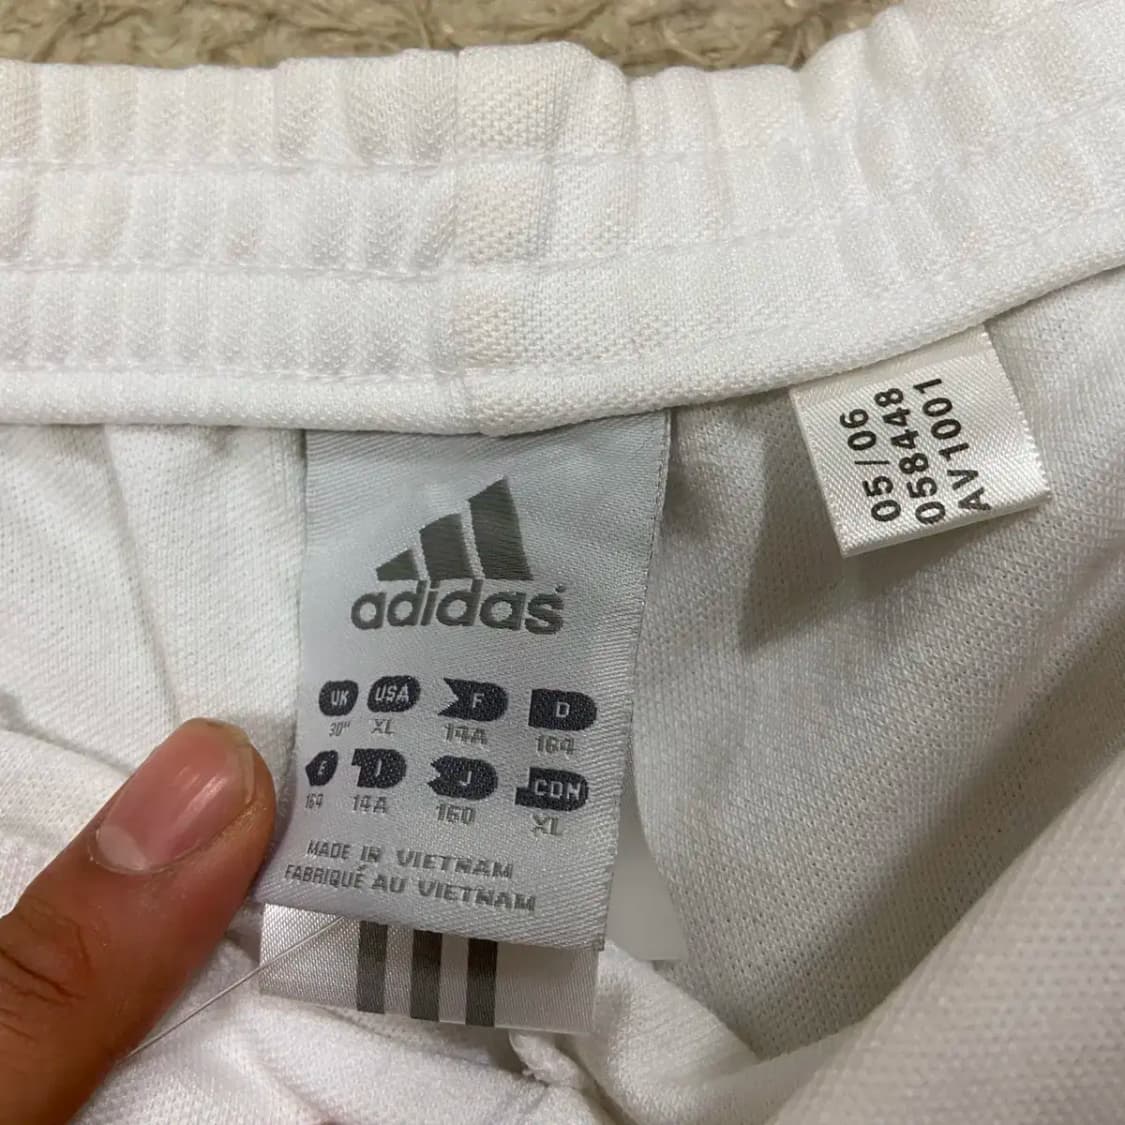 adidas
UK USA F D
30" XL 14A 164
E I J CDN
164 14A 160 XL
MADE IN VIETNAM
FABRIQUÉ AU VIETNAM
05/06
058448
AV1001